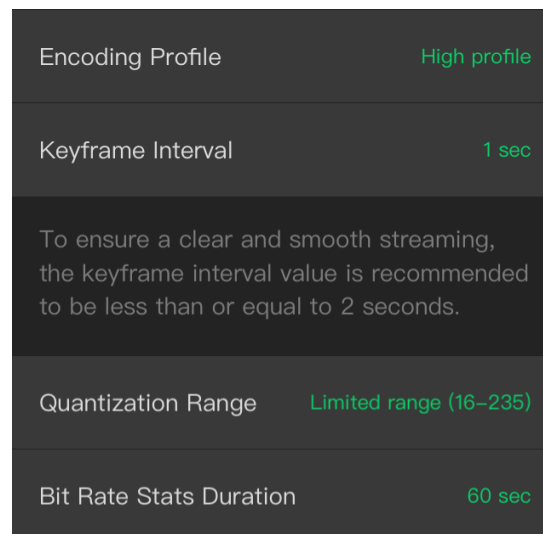 Encoding Profile High profile
Keyframe Interval 1 sec
To ensure a clear and smooth streaming,
the keyframe interval value is recommended
to be less than or equal to 2 seconds.
Quantization Range Limited range (16–235)
Bit Rate Stats Duration 60 sec